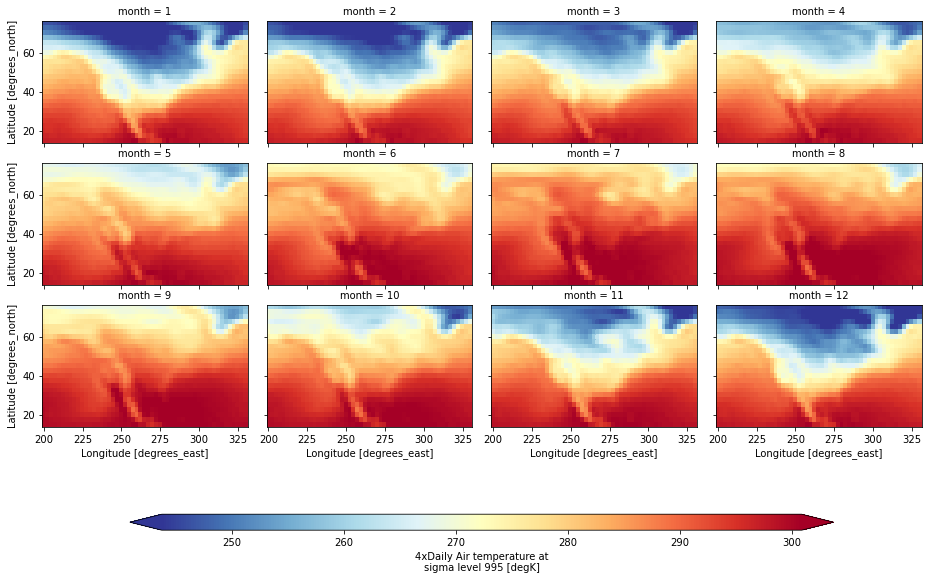 month = 1 month = 2 month = 3 month = 4
Latitude [degrees_north]
60
40
20
month = 5 month = 6 month = 7 month = 8
Latitude [degrees_north]
60
40
20
month = 9 month = 10 month = 11 month = 12
Latitude [degrees_north]
60
40
20
200 225 250 275 300 325 200 225 250 275 300 325 200 225 250 275 300 325 200 225 250 275 300 325
Longitude [degrees_east] Longitude [degrees_east] Longitude [degrees_east] Longitude [degrees_east]
250 260 270 280 290 300
4xDaily Air temperature at
sigma level 995 [degK]